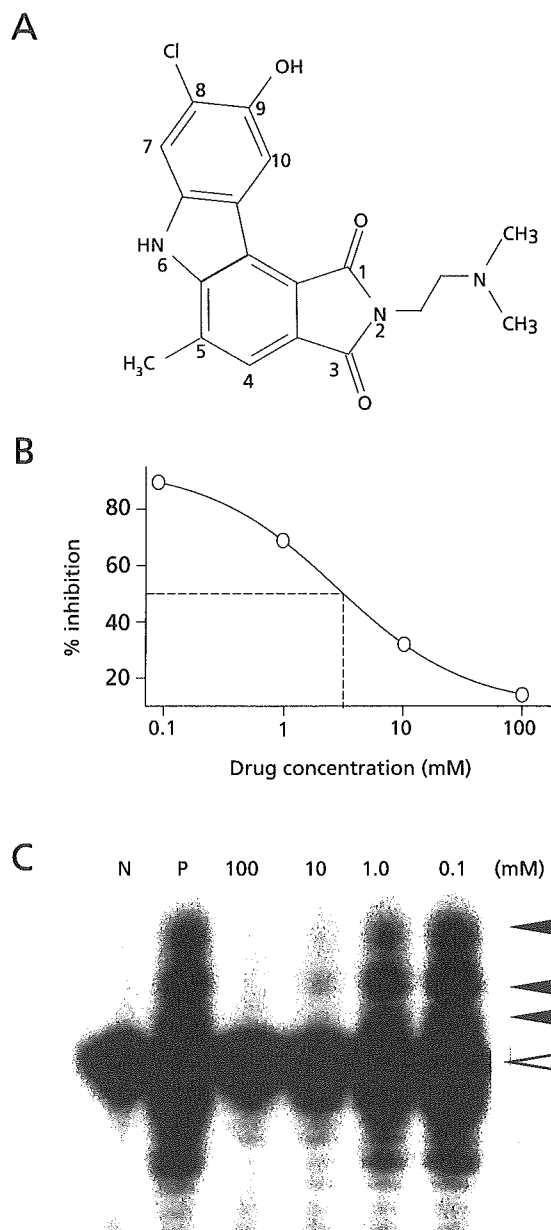 A
Cl
OH
8
9
7
10
O
HN
6
1
CH3
N
N
2
CH3
5
H3C
4
3
O
B
% inhibition
80
60
40
20
0.1 1 10 100
Drug concentration (mM)
C
N P 100 10 1.0 0.1 (mM)